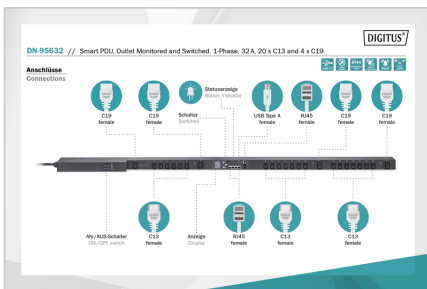 DIGITUS®
DN-95632 // Smart PDU, Outlet Monitored and Switched, 1-Phase, 32 A, 20 x C13 and 4 x C19
Anschlüsse
Connections
C19
female
C19
female
Statusanzeige
Status indicator
Schalter
Switches
USB Type A
female
RJ45
female
C19
female
C19
female
AN-/AUS-Schalter
ON-/OFF switch
C13
female
Anzeige
Display
RJ45
female
C13
female
C13
female